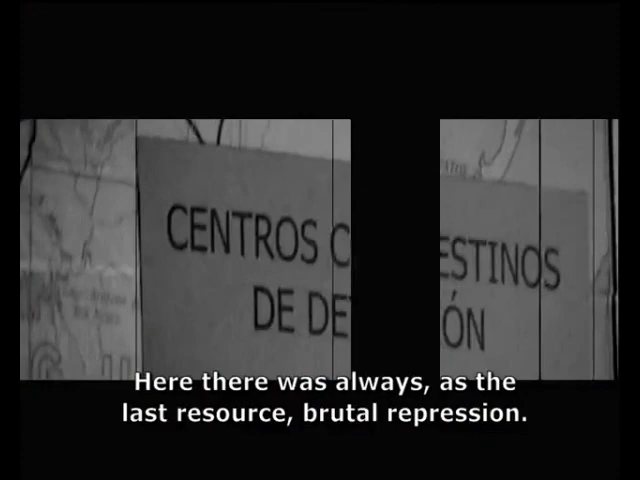 CENTROS C ESTINOS
DE DE ÓN
Here there was always, as the
last resource, brutal repression.